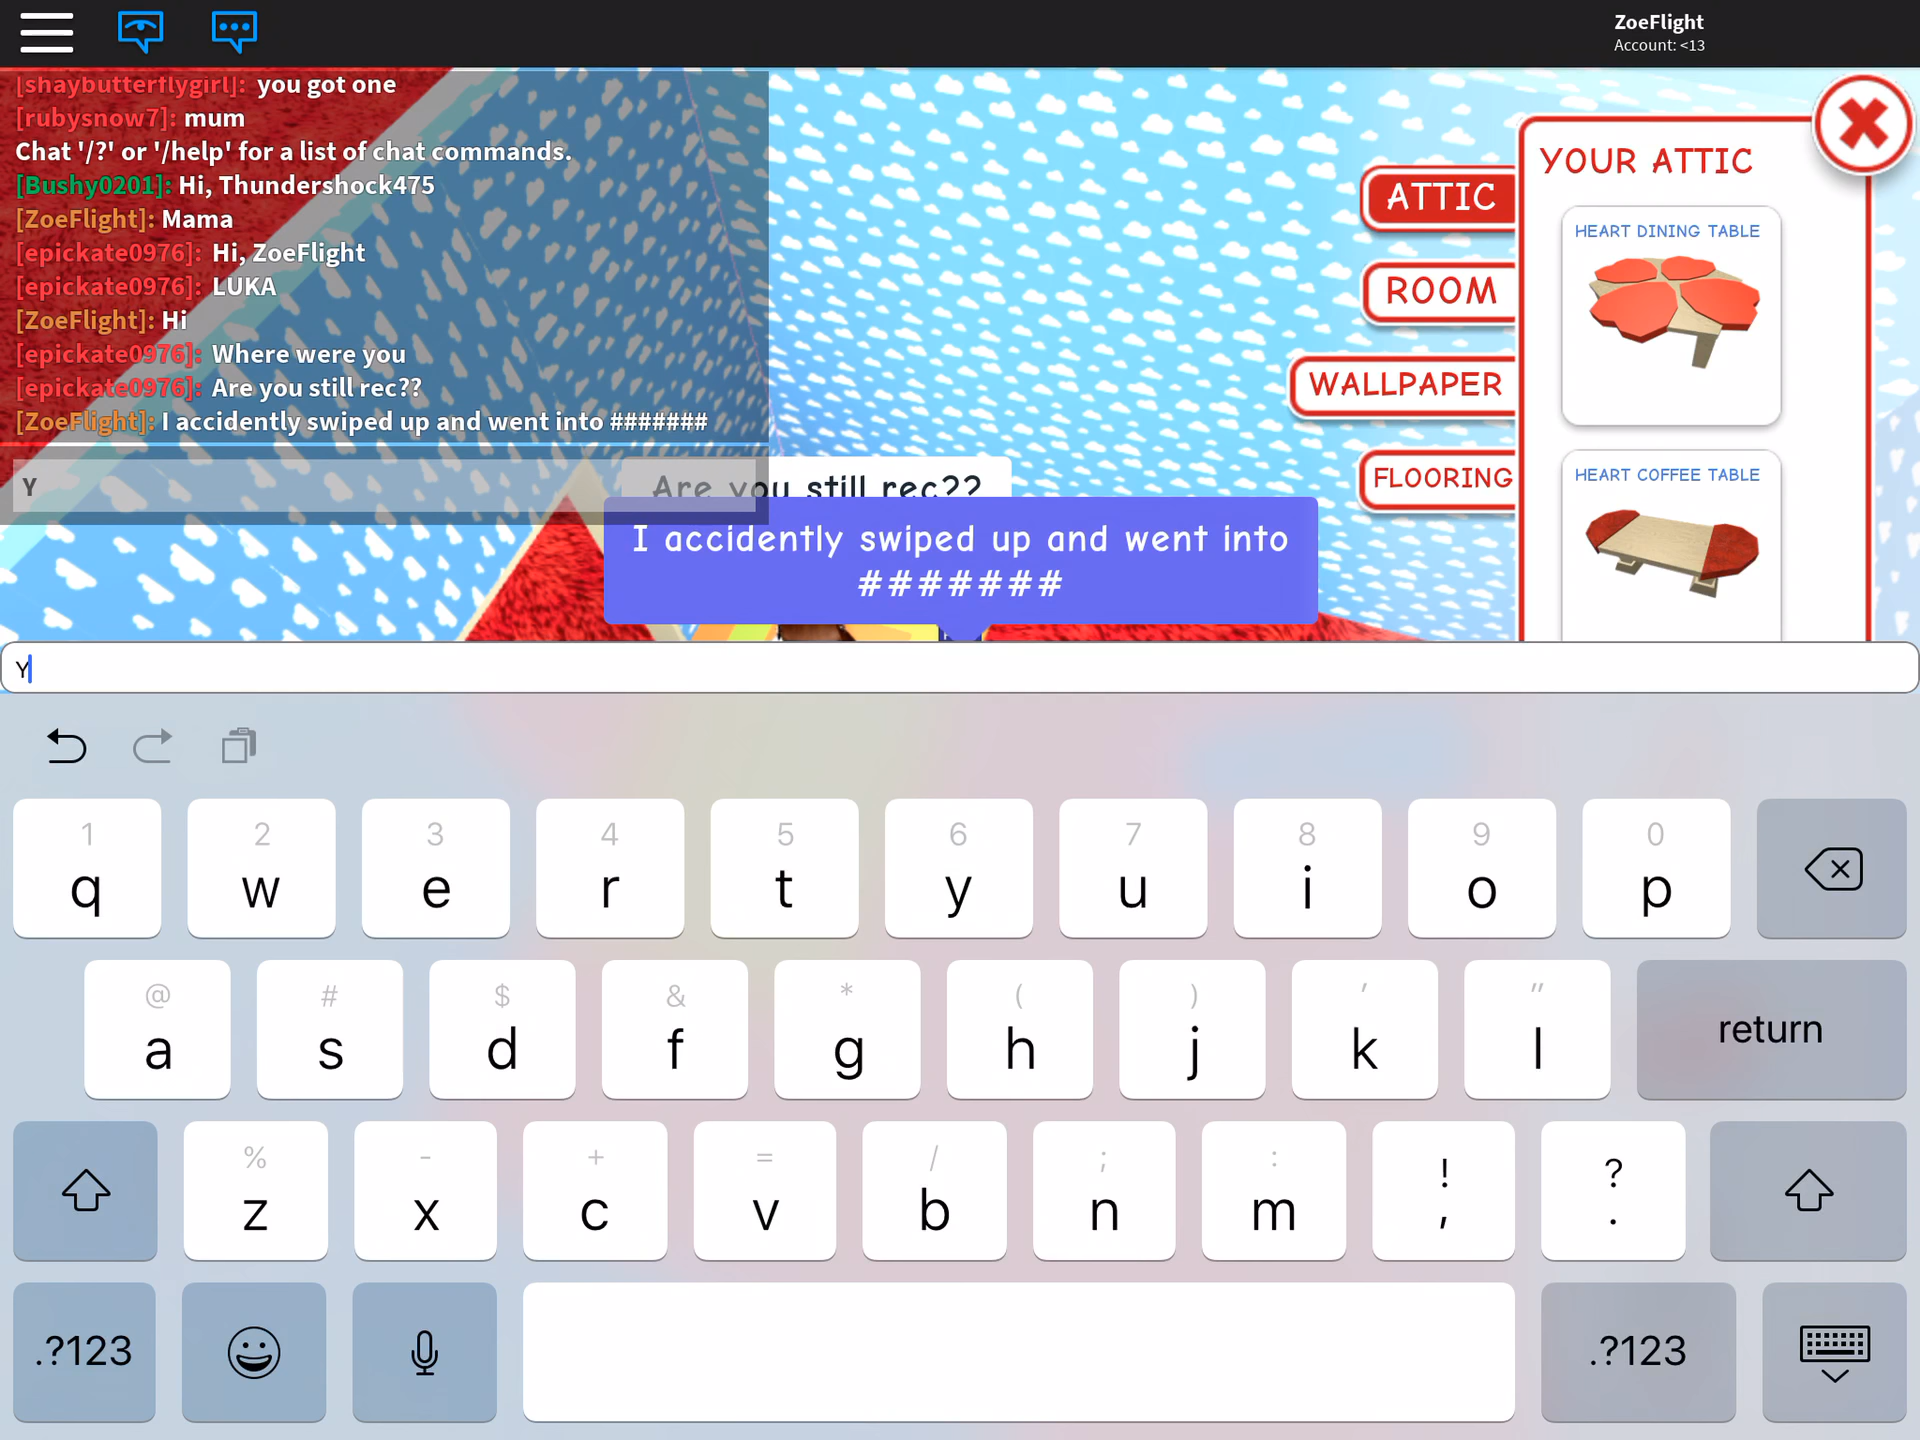 ZoeFlight
Account: <13
[shaybutterflygirl]: you got one
[rubysnow7]: mum
Chat '/?' or '/help' for a list of chat commands.
[Bushy0201]: Hi, Thundershock475
[ZoeFlight]: Mama
[epickate0976]: Hi, ZoeFlight
[epickate0976]: LUKA
[ZoeFlight]: Hi
[epickate0976]: Where were you
[epickate0976]: Are you still rec??
[ZoeFlight]: I accidently swiped up and went into #######
Y
Are you still rec??
I accidently swiped up and went into
#######
YOUR ATTIC
ATTIC
ROOM
WALLPAPER
FLOORING
HEART DINING TABLE
HEART COFFEE TABLE
Y
1 2 3 4 5 6 7 8 9 0
q w e r t y u i o p
@ # $ & * ( ) ' "
a s d f g h j k l return
% - + = / ; : ! ?
z x c v b n m , .
.?123 .?123